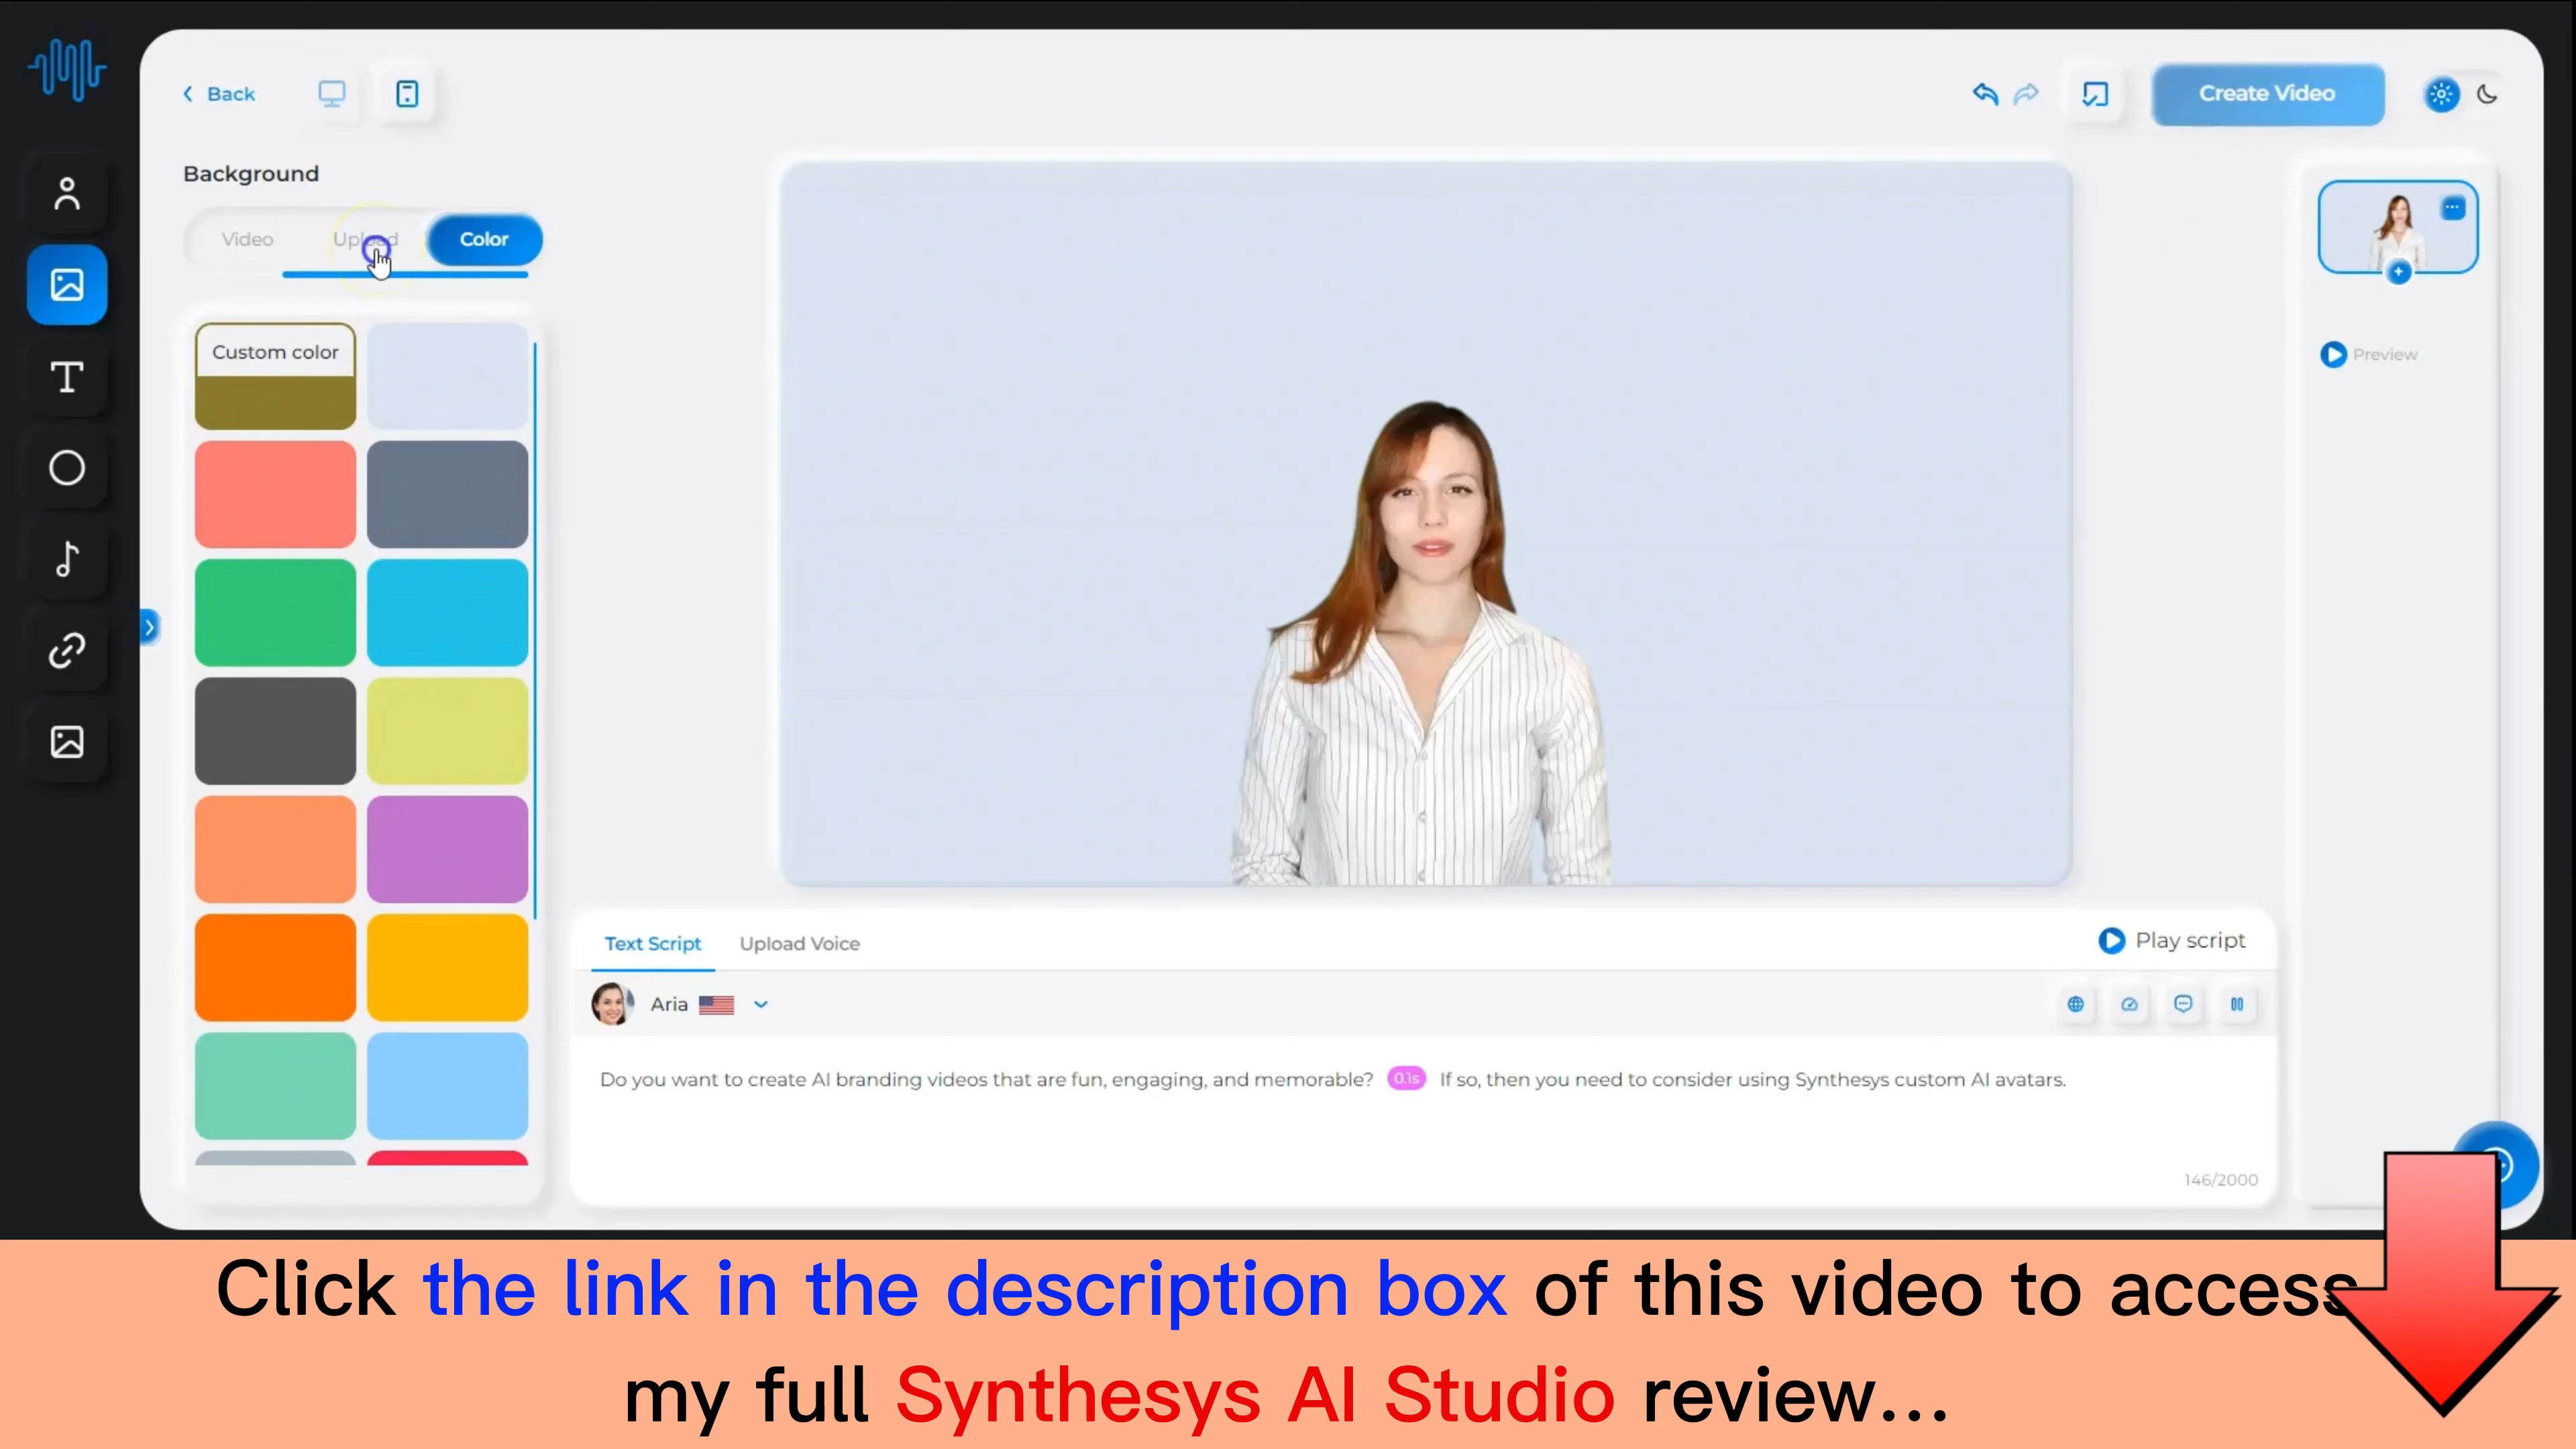 Back
Create Video
Background
Video Upload Color
Custom color
Preview
Text Script Upload Voice
Play script
Aria
Do you want to create AI branding videos that are fun, engaging, and memorable? 0.1s If so, then you need to consider using Synthesys custom AI avatars.
146/2000
Click the link in the description box of this video to access
my full Synthesys AI Studio review...